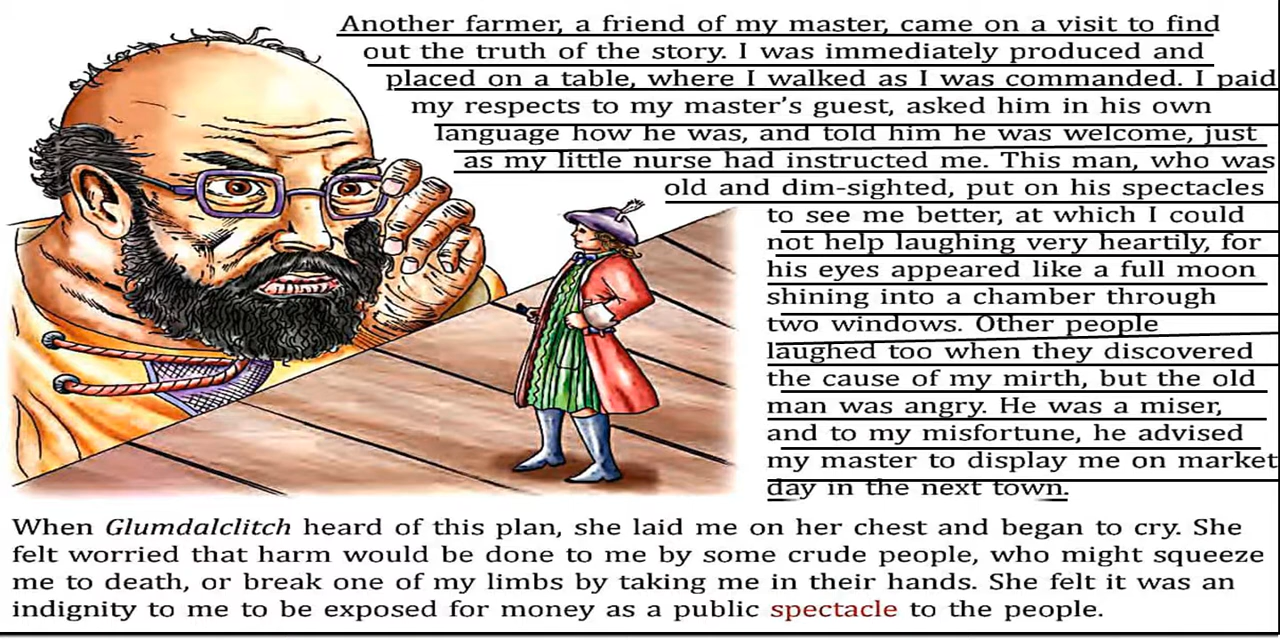 Another farmer, a friend of my master, came on a visit to find
out the truth of the story. I was immediately produced and
placed on a table, where I walked as I was commanded. I paid
my respects to my master's guest, asked him in his own
language how he was, and told him he was welcome, just
as my little nurse had instructed me. This man, who was
old and dim-sighted, put on his spectacles
to see me better, at which I could
not help laughing very heartily, for
his eyes appeared like a full moon
shining into a chamber through
two windows. Other people
laughed too when they discovered
the cause of my mirth, but the old
man was angry. He was a miser,
and to my misfortune, he advised
my master to display me on market
day in the next town.
When Glumdalclitch heard of this plan, she laid me on her chest and began to cry. She
felt worried that harm would be done to me by some crude people, who might squeeze
me to death, or break one of my limbs by taking me in their hands. She felt it was an
indignity to me to be exposed for money as a public spectacle to the people.